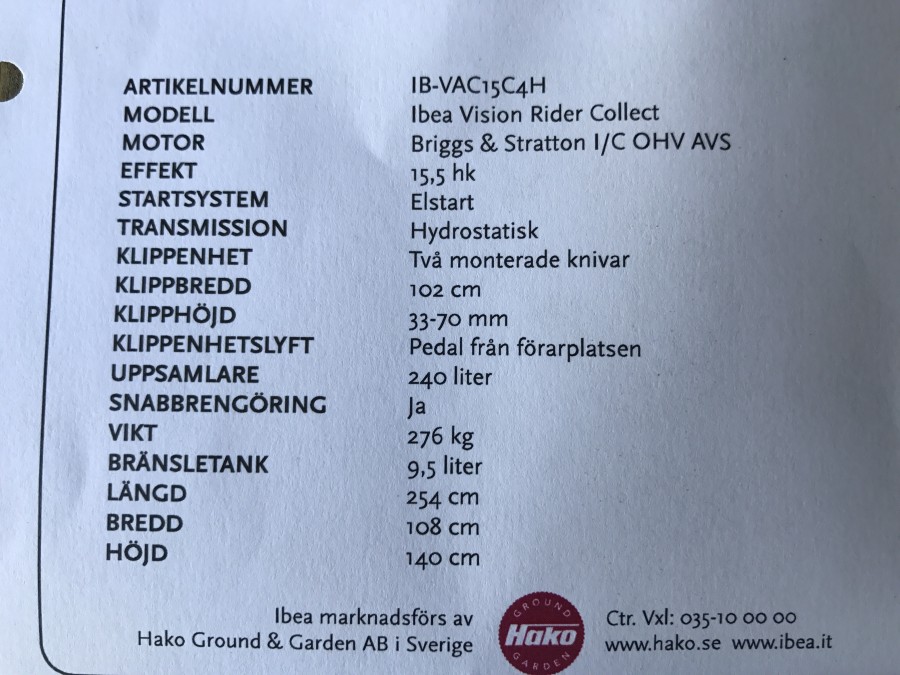 ARTIKELNUMMER IB-VAC15C4H
MODELL Ibea Vision Rider Collect
MOTOR Briggs & Stratton I/C OHV AVS
EFFEKT 15,5 hk
STARTSYSTEM Elstart
TRANSMISSION Hydrostatisk
KLIPPENHET Två monterade knivar
KLIPPBREDD 102 cm
KLIPPHÖJD 33-70 mm
KLIPPENHETSLYFT Pedal från förarplatsen
UPPSAMLARE 240 liter
SNABBRENGÖRING Ja
VIKT 276 kg
BRÄNSLETANK 9,5 liter
LÄNGD 254 cm
BREDD 108 cm
HÖJD 140 cm
Ibea marknadsförs av
Hako Ground & Garden AB i Sverige
GROUND
Hako
GARDEN
Ctr. Vxl: 035-10 00 00
www.hako.se www.ibea.it